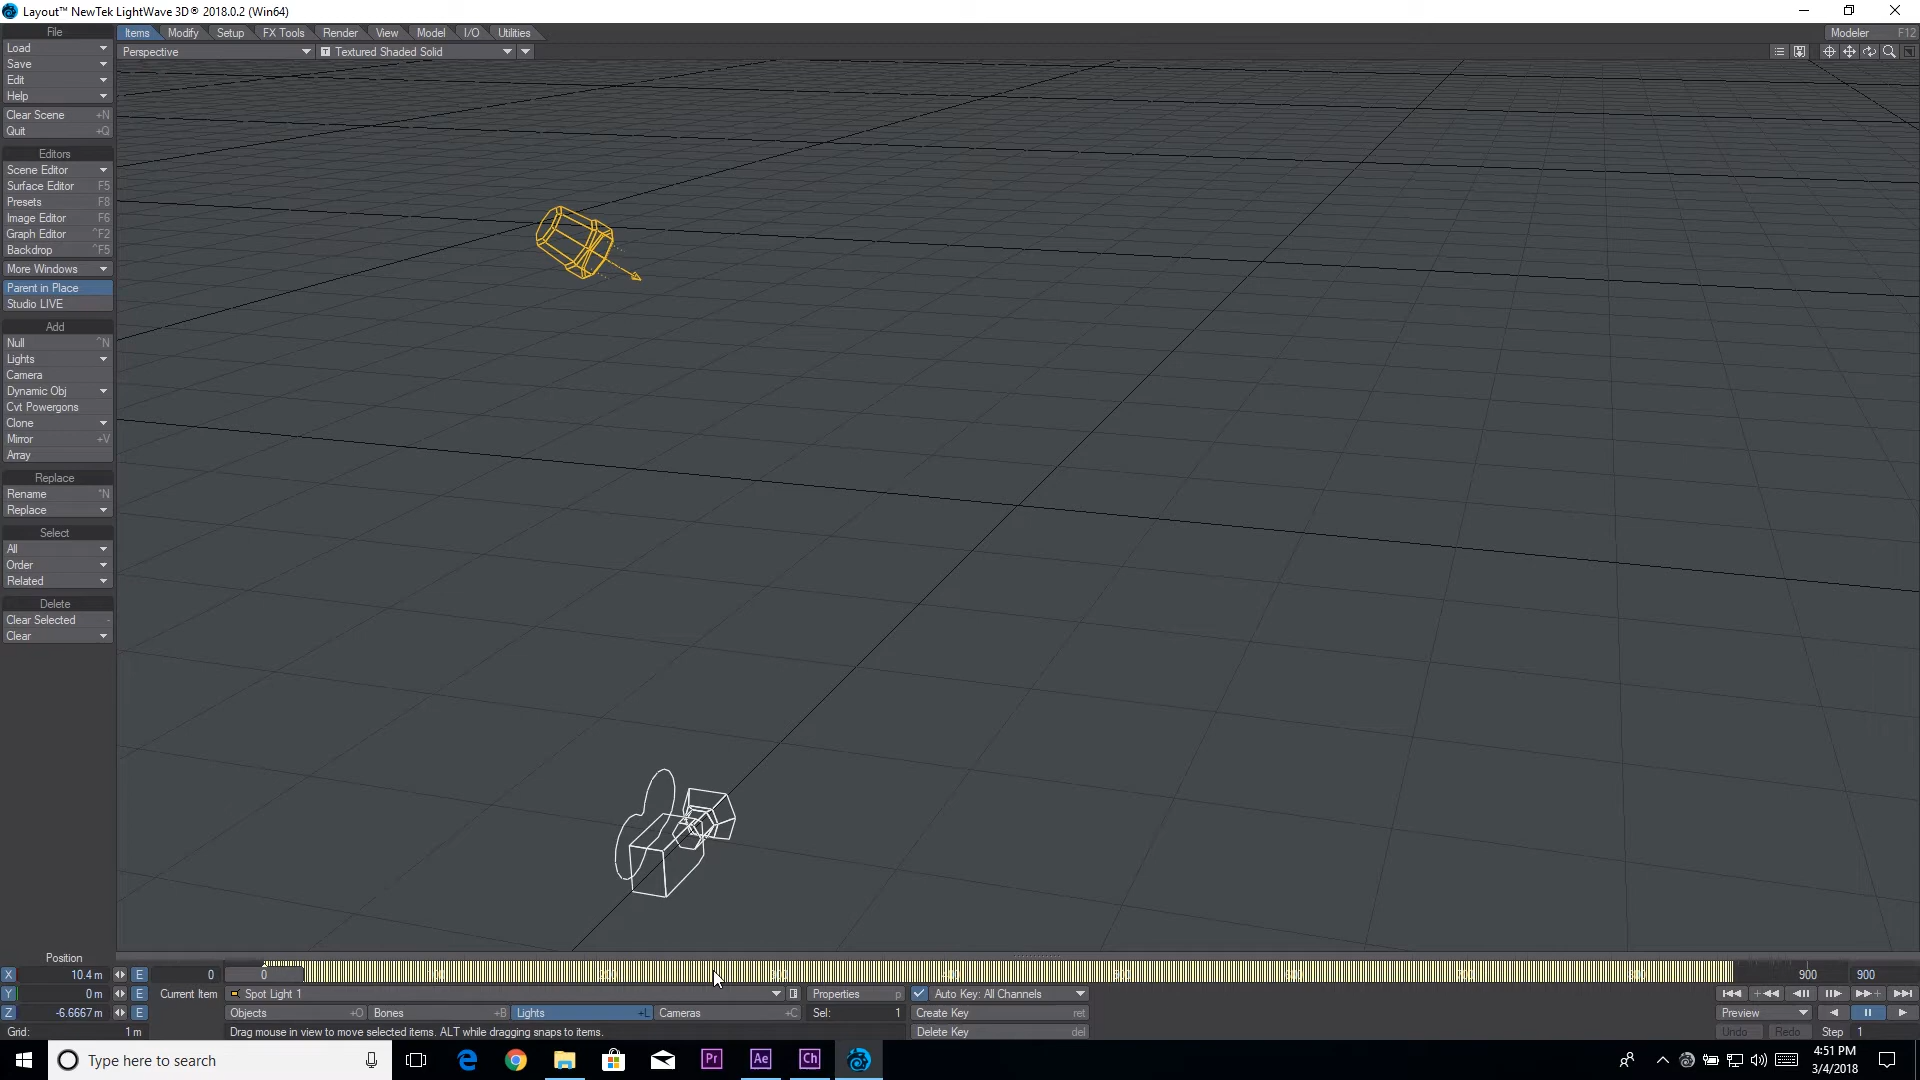 Layout™ NewTek LightWave 3D® 2018.0.2 (Win64)
File
Items Modify Setup FX Tools Render View Model I/O Utilities
Modeler F12
Load
Perspective
T Textured Shaded Solid
Save
Edit
Help
Clear Scene +N
Quit +Q
Editors
Scene Editor
Surface Editor F5
Presets F8
Image Editor F6
Graph Editor ^F2
Backdrop ^F5
More Windows
Parent in Place
Studio LIVE
Add
Null ^N
Lights
Camera
Dynamic Obj
Cvt Powergons
Clone
Mirror +V
Array
Replace
Rename ^N
Replace
Select
All
Order
Related
Delete
Clear Selected -
Clear
Position
X 10.4 m E 0 0 900 900
Y 0 m E Current Item Spot Light 1 Properties p Auto Key: All Channels
Z -6.6667 m E Objects +O Bones +B Lights +L Cameras +C Sel: 1 Create Key ret Preview
Grid: 1 m Drag mouse in view to move selected items. ALT while dragging snaps to items. Delete Key del Undo Redo Step 1
Type here to search
Pr Ae Ch
4:51 PM
3/4/2018